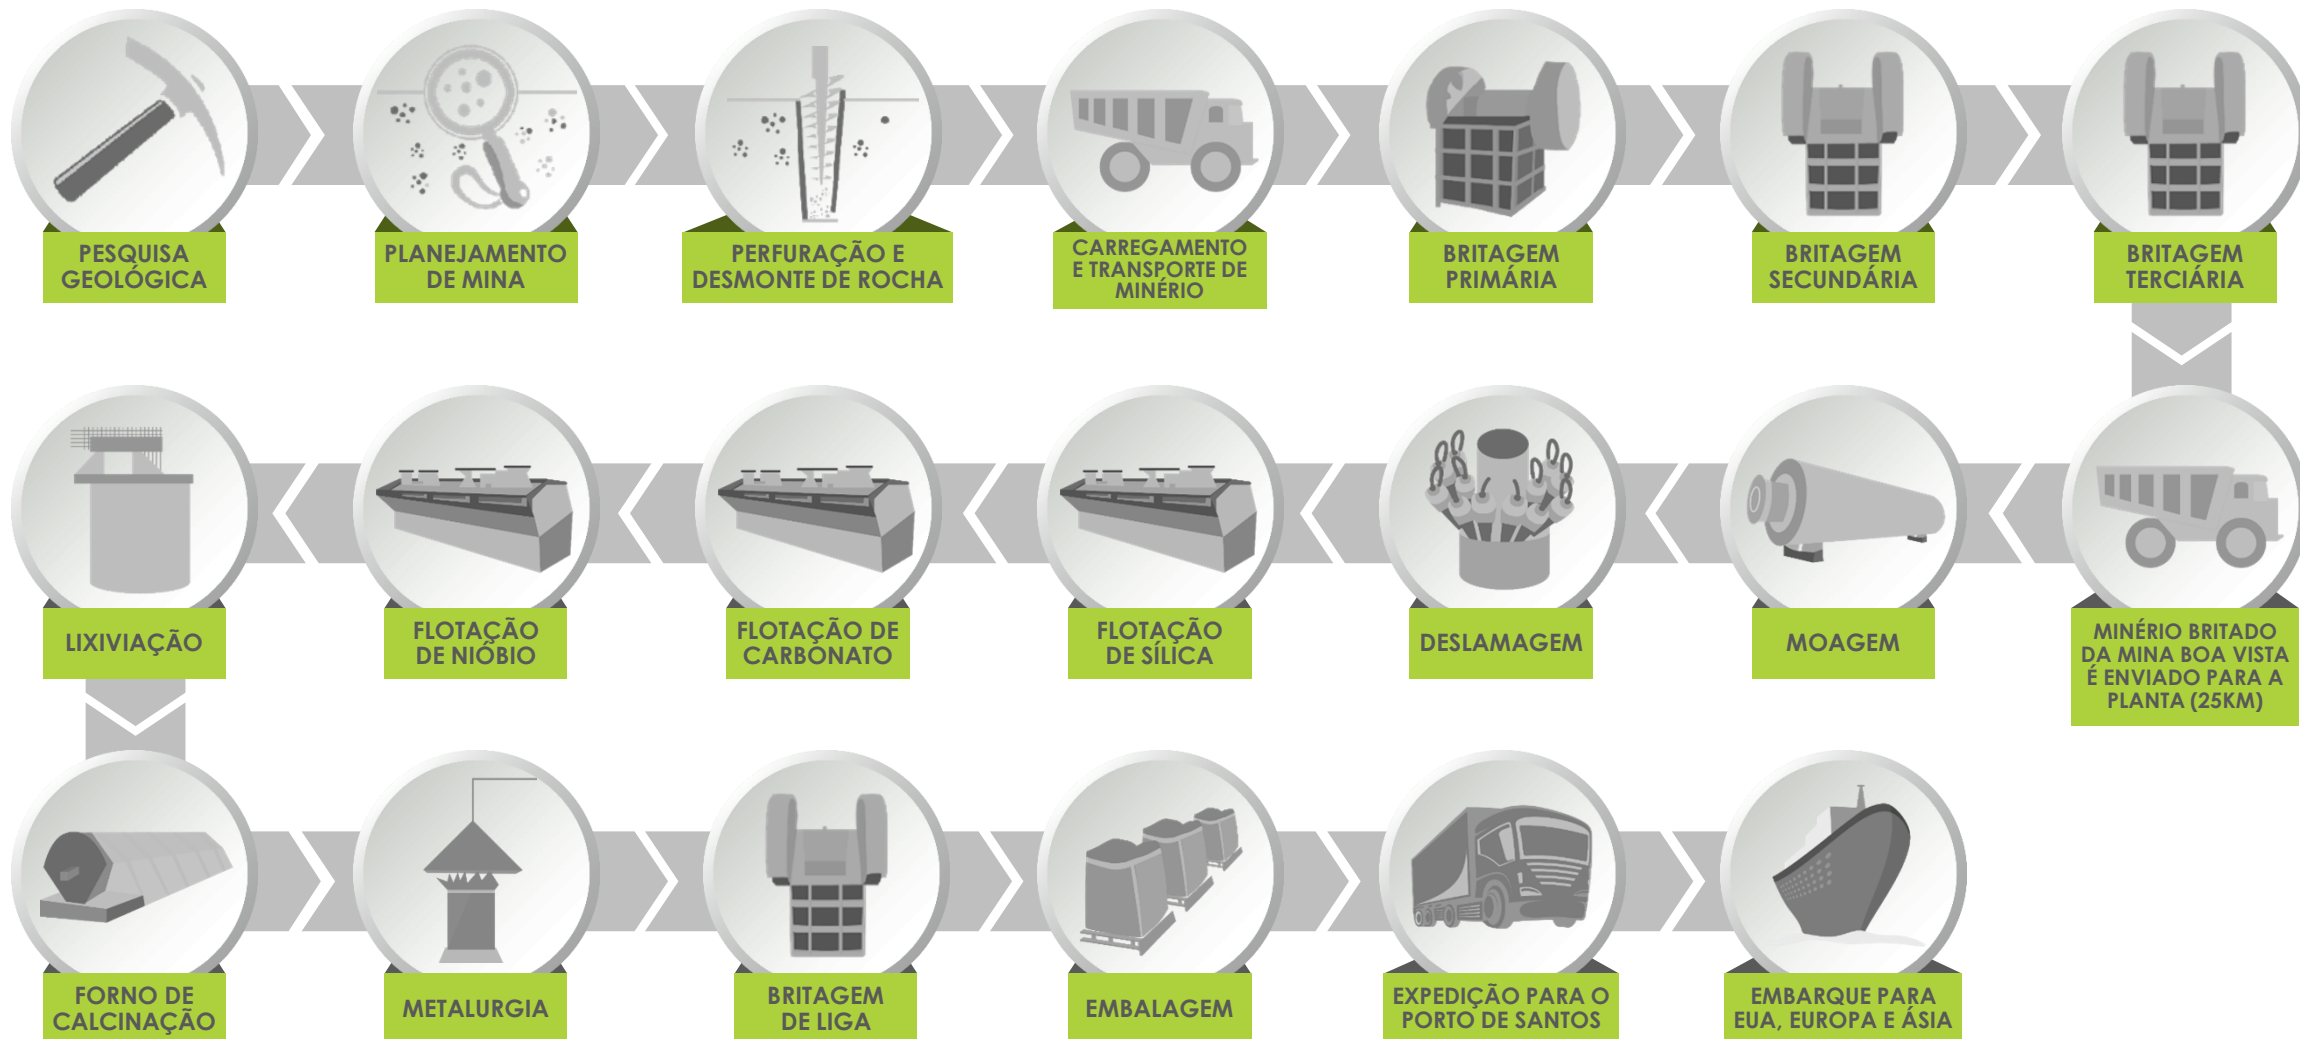 PESQUISA
GEOLÓGICA
PLANEJAMENTO
DE MINA
PERFURAÇÃO E
DESMONTE DE ROCHA
CARREGAMENTO
E TRANSPORTE DE
MINÉRIO
BRITAGEM
PRIMÁRIA
BRITAGEM
SECUNDÁRIA
BRITAGEM
TERCIÁRIA
MINÉRIO BRITADO
DA MINA BOA VISTA
É ENVIADO PARA A
PLANTA (25KM)
MOAGEM
DESLAMAGEM
FLOTAÇÃO
DE SÍLICA
FLOTAÇÃO DE
CARBONATO
FLOTAÇÃO
DE NIÓBIO
LIXIVIAÇÃO
FORNO DE
CALCINAÇÃO
METALURGIA
BRITAGEM
DE LIGA
EMBALAGEM
EXPEDIÇÃO PARA O
PORTO DE SANTOS
EMBARQUE PARA
EUA, EUROPA E ÁSIA